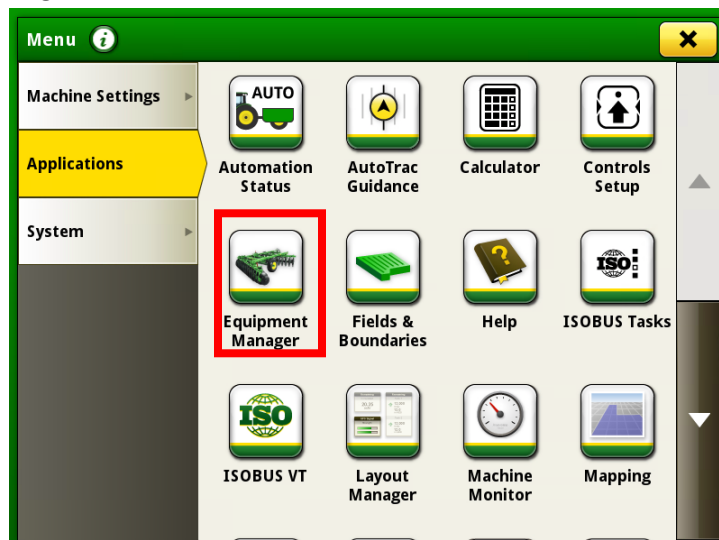 Menu
Machine Settings
Applications
System
AUTO
Automation
Status
AutoTrac
Guidance
Calculator
Controls
Setup
Equipment
Manager
Fields &
Boundaries
?
Help
ISO
ISOBUS Tasks
ISO
ISOBUS VT
Layout
Manager
Machine
Monitor
Mapping